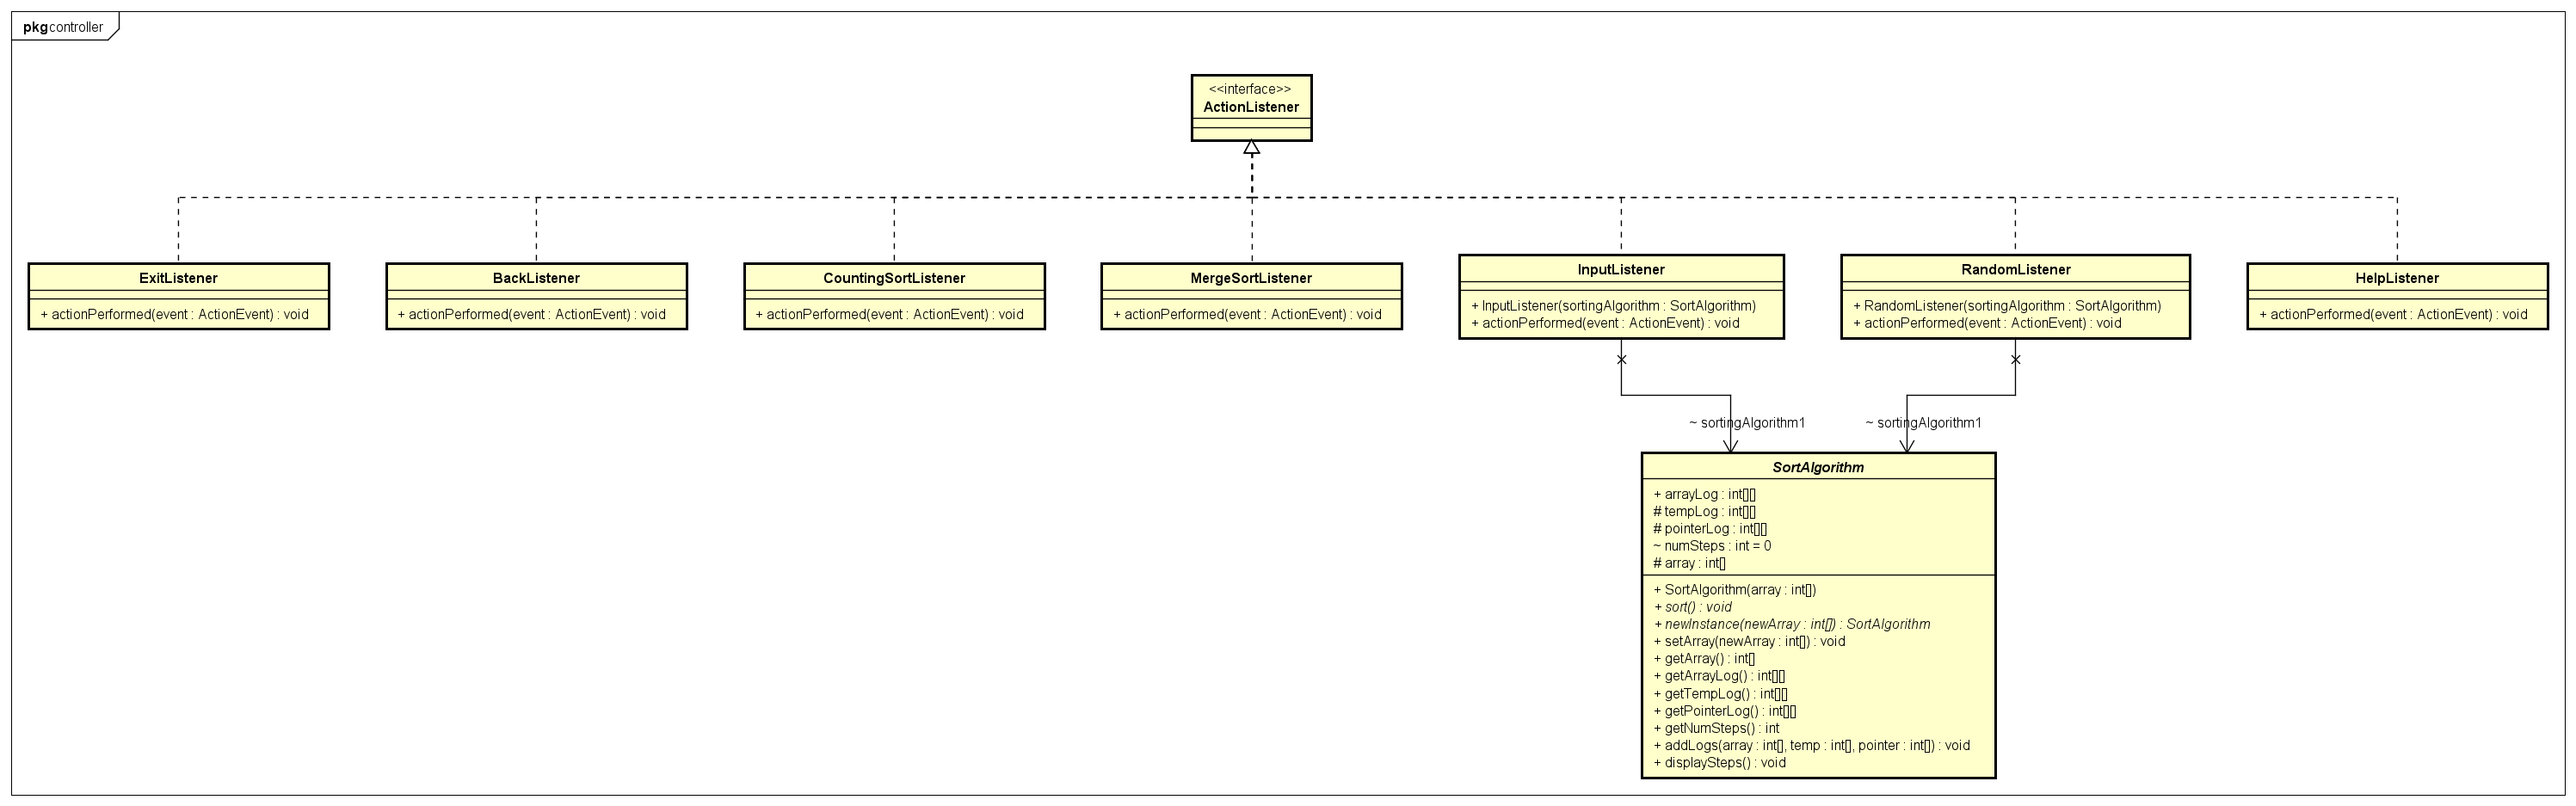 pkg controller
<<interface>>
ActionListener
ExitListener
+ actionPerformed(event : ActionEvent) : void
BackListener
+ actionPerformed(event : ActionEvent) : void
CountingSortListener
+ actionPerformed(event : ActionEvent) : void
MergeSortListener
+ actionPerformed(event : ActionEvent) : void
InputListener
+ InputListener(sortingAlgorithm : SortAlgorithm)
+ actionPerformed(event : ActionEvent) : void
RandomListener
+ RandomListener(sortingAlgorithm : SortAlgorithm)
+ actionPerformed(event : ActionEvent) : void
HelpListener
+ actionPerformed(event : ActionEvent) : void
~ sortingAlgorithm1
~ sortingAlgorithm1
SortAlgorithm
+ arrayLog : int[][]
# tempLog : int[][]
# pointerLog : int[][]
~ numSteps : int = 0
# array : int[]
+ SortAlgorithm(array : int[])
+ sort() : void
+ newInstance(newArray : int[]) : SortAlgorithm
+ setArray(newArray : int[]) : void
+ getArray() : int[]
+ getArrayLog() : int[][]
+ getTempLog() : int[][]
+ getPointerLog() : int[][]
+ getNumSteps() : int
+ addLogs(array : int[], temp : int[], pointer : int[]) : void
+ displaySteps() : void